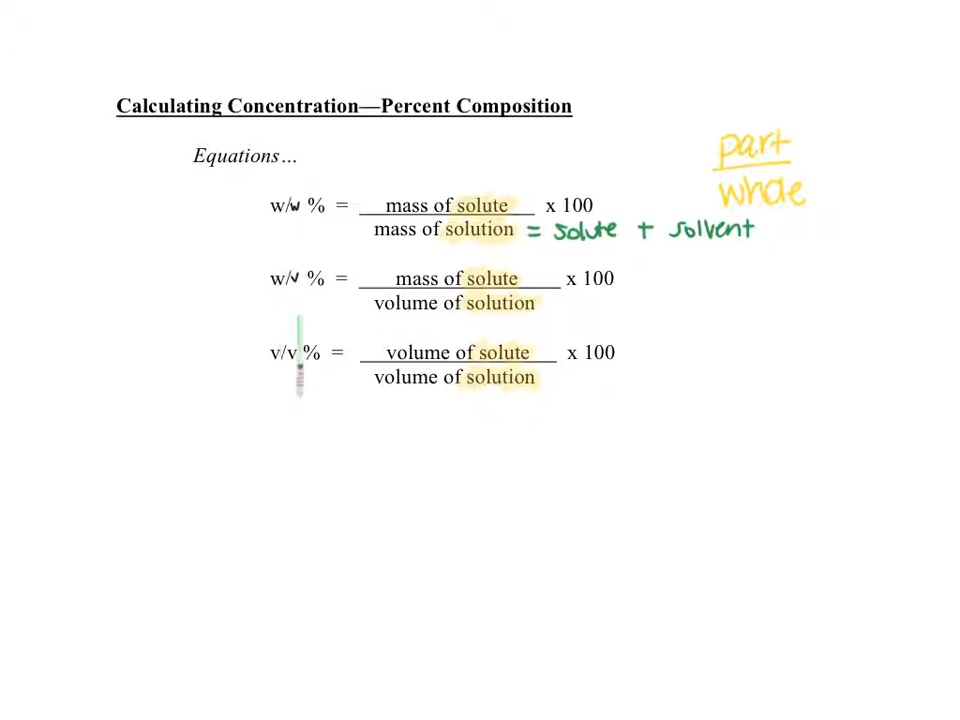 Calculating Concentration—Percent Composition
part
Equations…
whole
w/w % = mass of solute x 100
mass of solution = solute + solvent
w/v % = mass of solute x 100
volume of solution
v/v % = volume of solute x 100
volume of solution